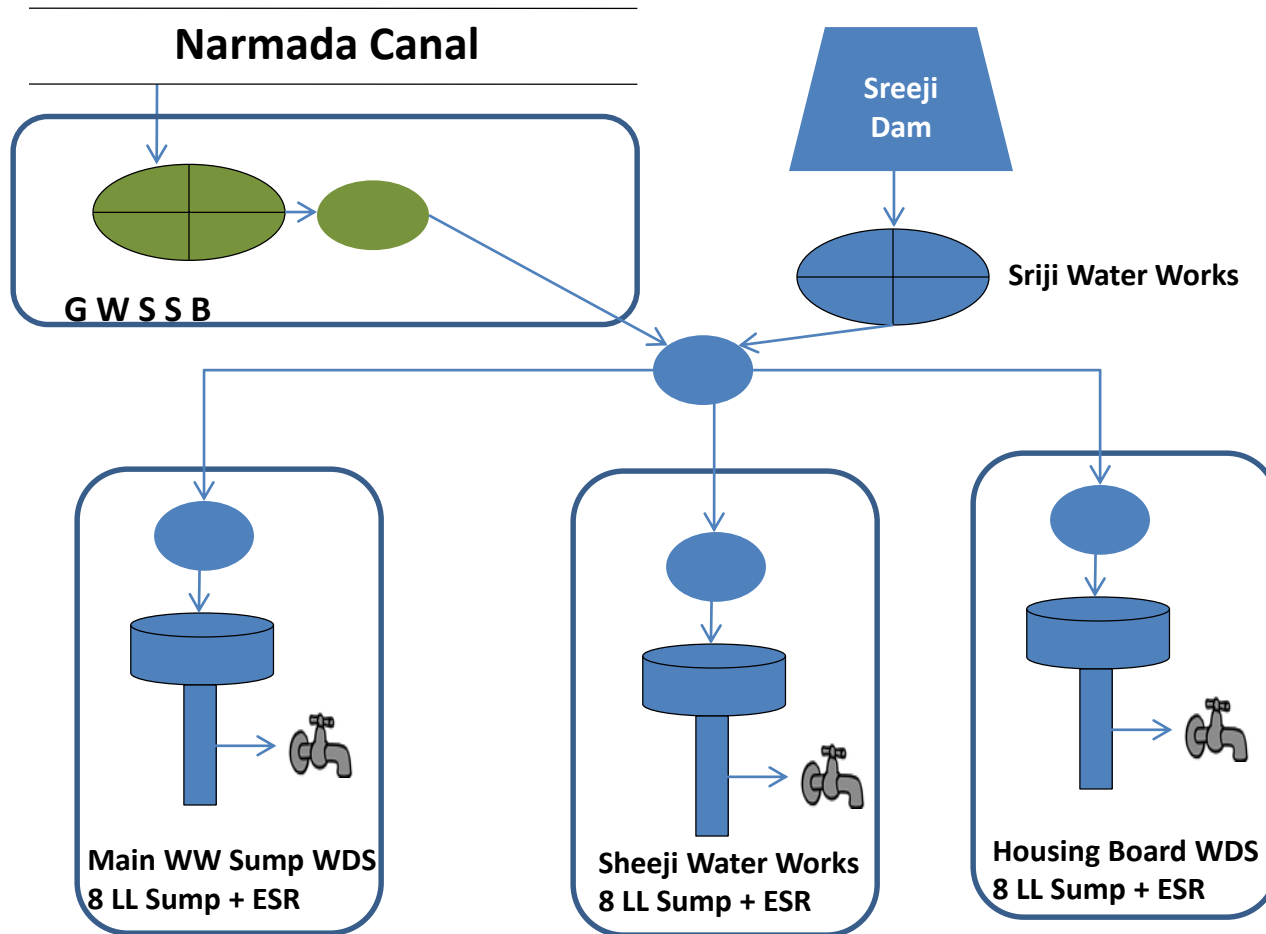 Narmada Canal
Sreeji
Dam
Sriji Water Works
G W S S B
Main WW Sump WDS
8 LL Sump + ESR
Sheeji Water Works
8 LL Sump + ESR
Housing Board WDS
8 LL Sump + ESR